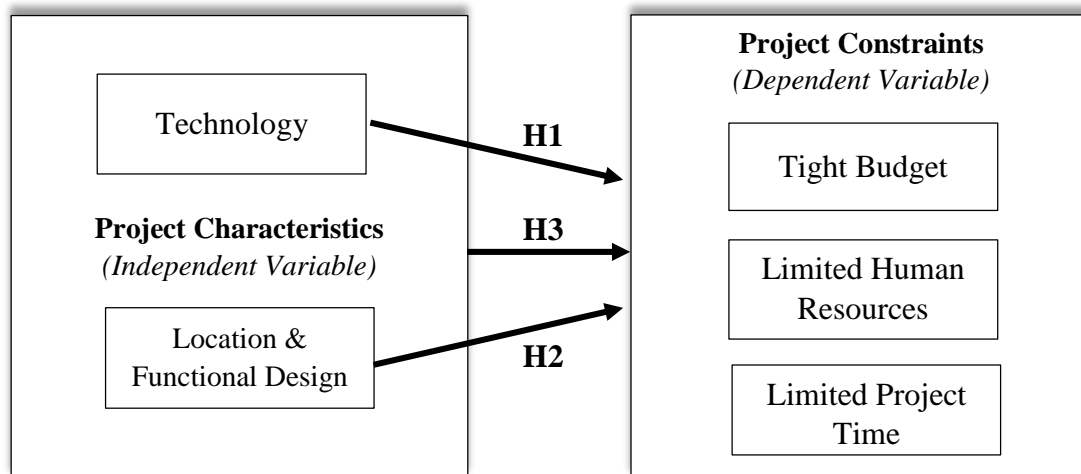 Technology
Project Characteristics
(Independent Variable)
Location &
Functional Design
H1
H3
H2
Project Constraints
(Dependent Variable)
Tight Budget
Limited Human
Resources
Limited Project
Time